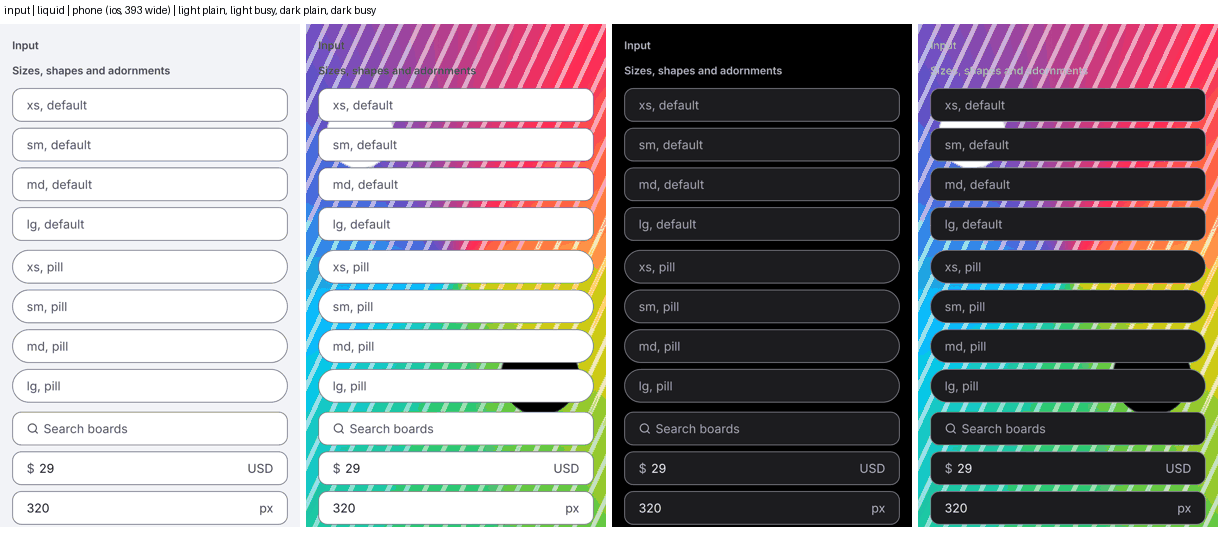 input | liquid | phone (ios, 393 wide) | light plain, light busy, dark plain, dark busy
Input
Sizes, shapes and adornments
xs, default
sm, default
md, default
lg, default
xs, pill
sm, pill
md, pill
lg, pill
Search boards
$ 29 USD
320 px
Input
Sizes, shapes and adornments
xs, default
sm, default
md, default
lg, default
xs, pill
sm, pill
md, pill
lg, pill
Search boards
$ 29 USD
320 px
Input
Sizes, shapes and adornments
xs, default
sm, default
md, default
lg, default
xs, pill
sm, pill
md, pill
lg, pill
Search boards
$ 29 USD
320 px
Input
Sizes, shapes and adornments
xs, default
sm, default
md, default
lg, default
xs, pill
sm, pill
md, pill
lg, pill
Search boards
$ 29 USD
320 px